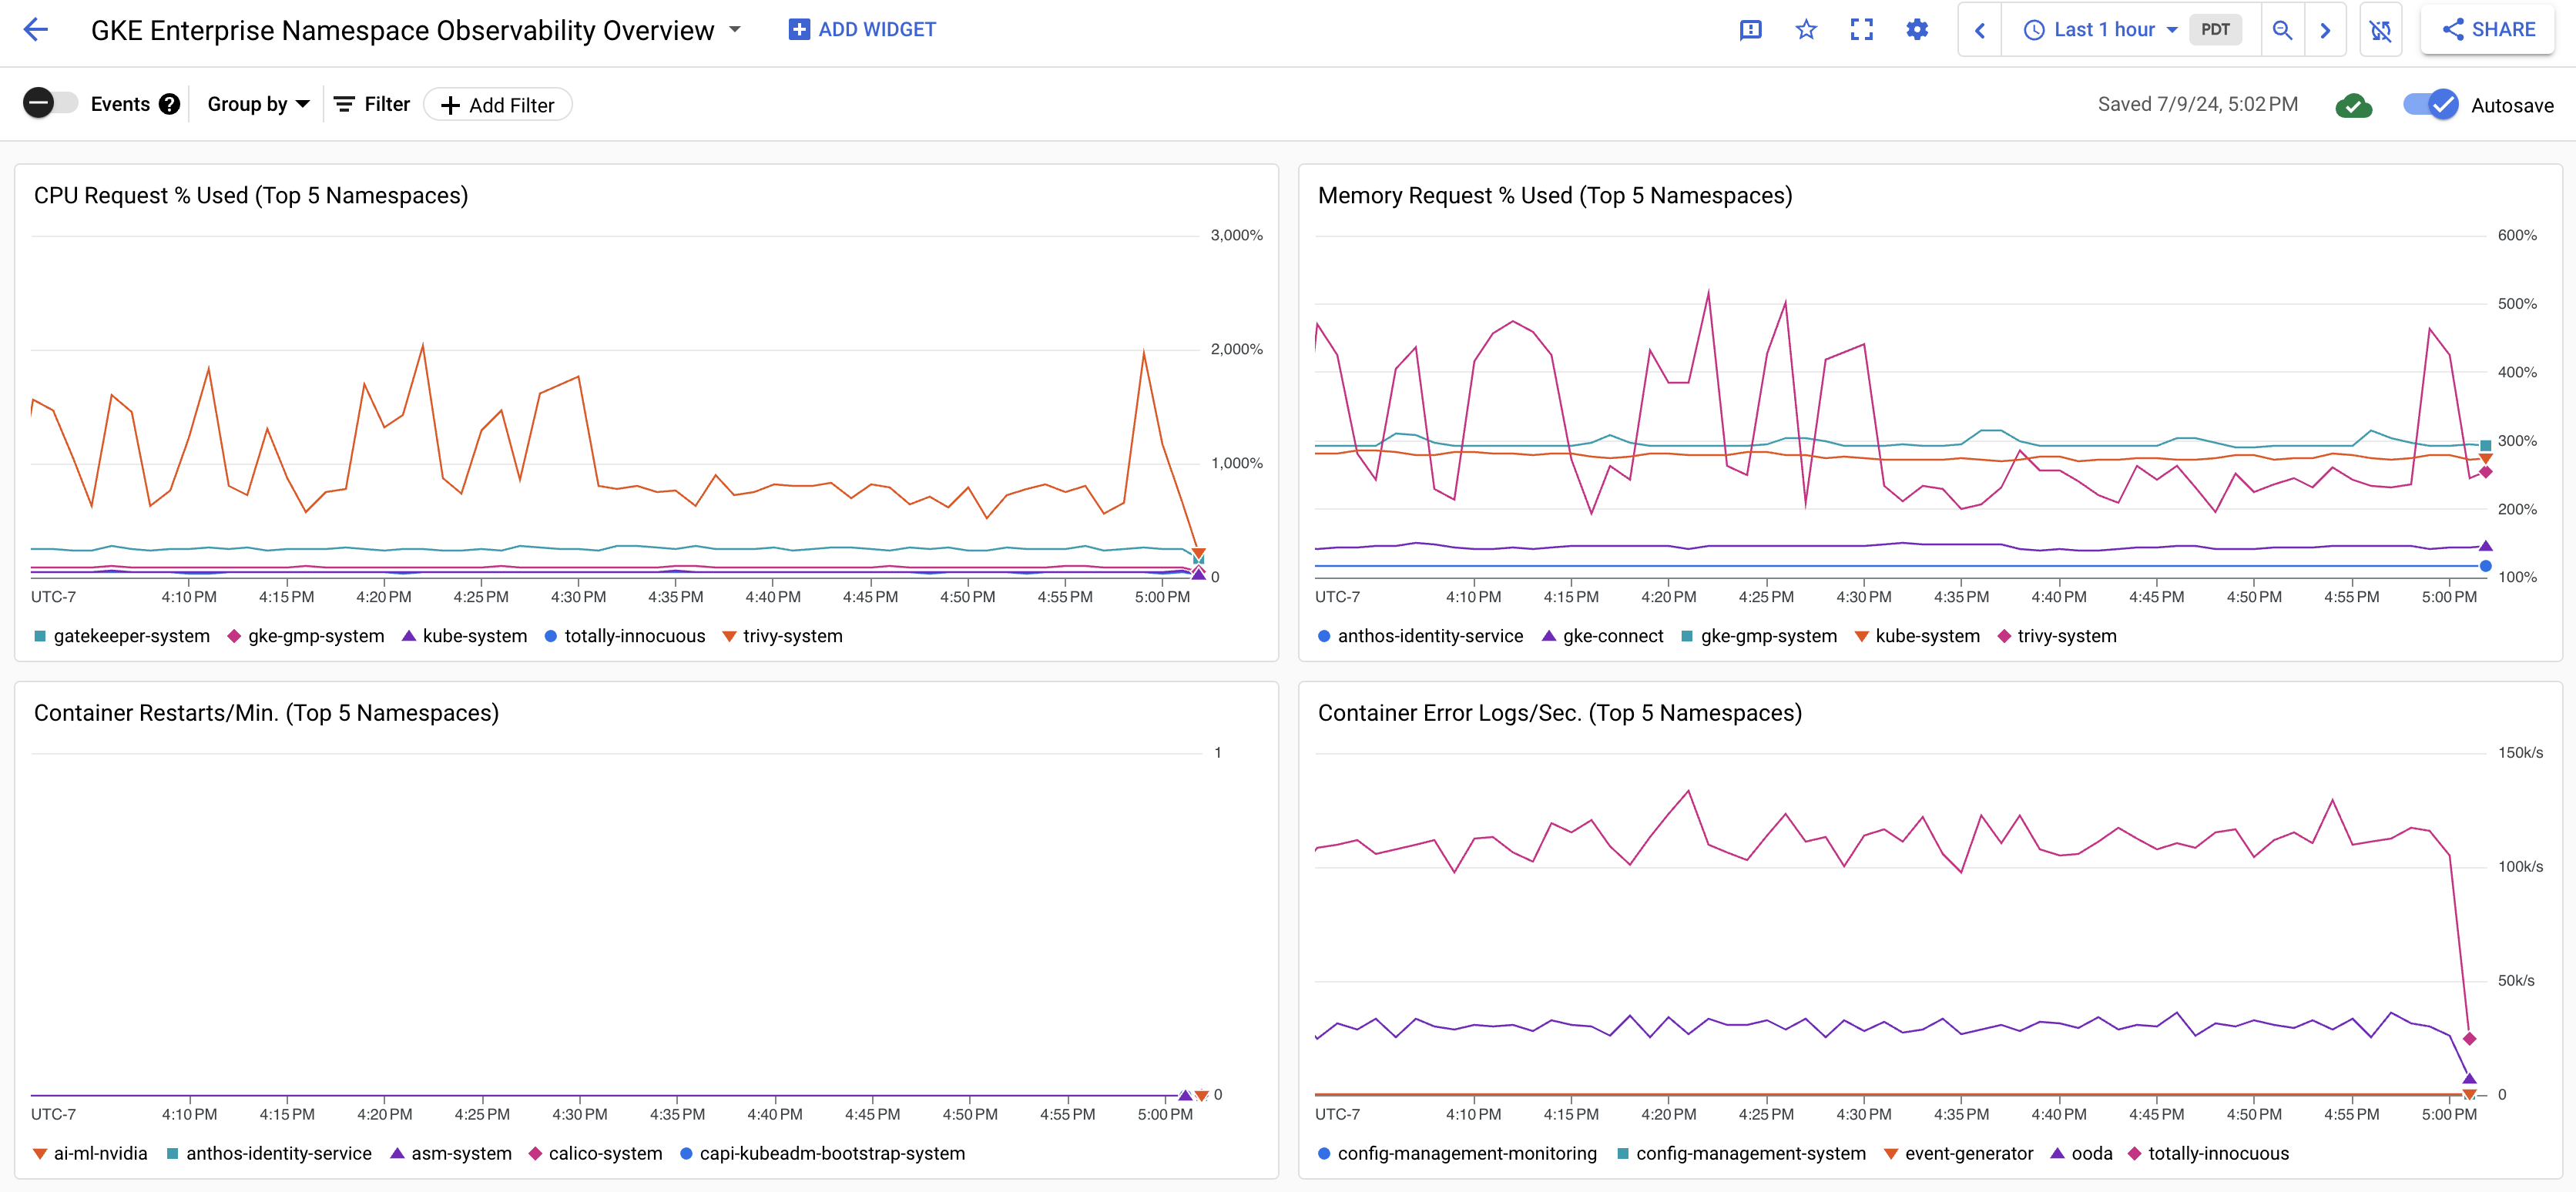 GKE Enterprise Namespace Observability Overview ADD WIDGET Last 1 hour PDT SHARE
Events Group by Filter Add Filter Saved 7/9/24, 5:02 PM Autosave
CPU Request % Used (Top 5 Namespaces)
3,000%
2,000%
1,000%
0
UTC-7 4:10 PM 4:15 PM 4:20 PM 4:25 PM 4:30 PM 4:35 PM 4:40 PM 4:45 PM 4:50 PM 4:55 PM 5:00 PM
gatekeeper-system gke-gmp-system kube-system totally-innocuous trivy-system
Memory Request % Used (Top 5 Namespaces)
600%
500%
400%
300%
200%
100%
UTC-7 4:10 PM 4:15 PM 4:20 PM 4:25 PM 4:30 PM 4:35 PM 4:40 PM 4:45 PM 4:50 PM 4:55 PM 5:00 PM
anthos-identity-service gke-connect gke-gmp-system kube-system trivy-system
Container Restarts/Min. (Top 5 Namespaces)
1
0
UTC-7 4:10 PM 4:15 PM 4:20 PM 4:25 PM 4:30 PM 4:35 PM 4:40 PM 4:45 PM 4:50 PM 4:55 PM 5:00 PM
ai-ml-nvidia anthos-identity-service asm-system calico-system capi-kubeadm-bootstrap-system
Container Error Logs/Sec. (Top 5 Namespaces)
150k/s
100k/s
50k/s
0
UTC-7 4:10 PM 4:15 PM 4:20 PM 4:25 PM 4:30 PM 4:35 PM 4:40 PM 4:45 PM 4:50 PM 4:55 PM 5:00 PM
config-management-monitoring config-management-system event-generator ooda totally-innocuous